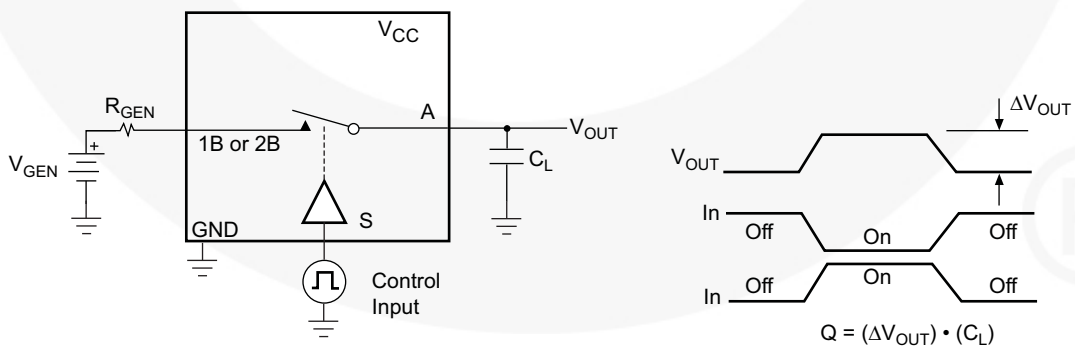 V_CC
R_GEN
1B or 2B
A
V_OUT
V_GEN
+
C_L
S
GND
Control
Input
ΔV_OUT
V_OUT
In
Off
On
Off
In
Off
On
Off
Q = (ΔV_OUT) • (C_L)